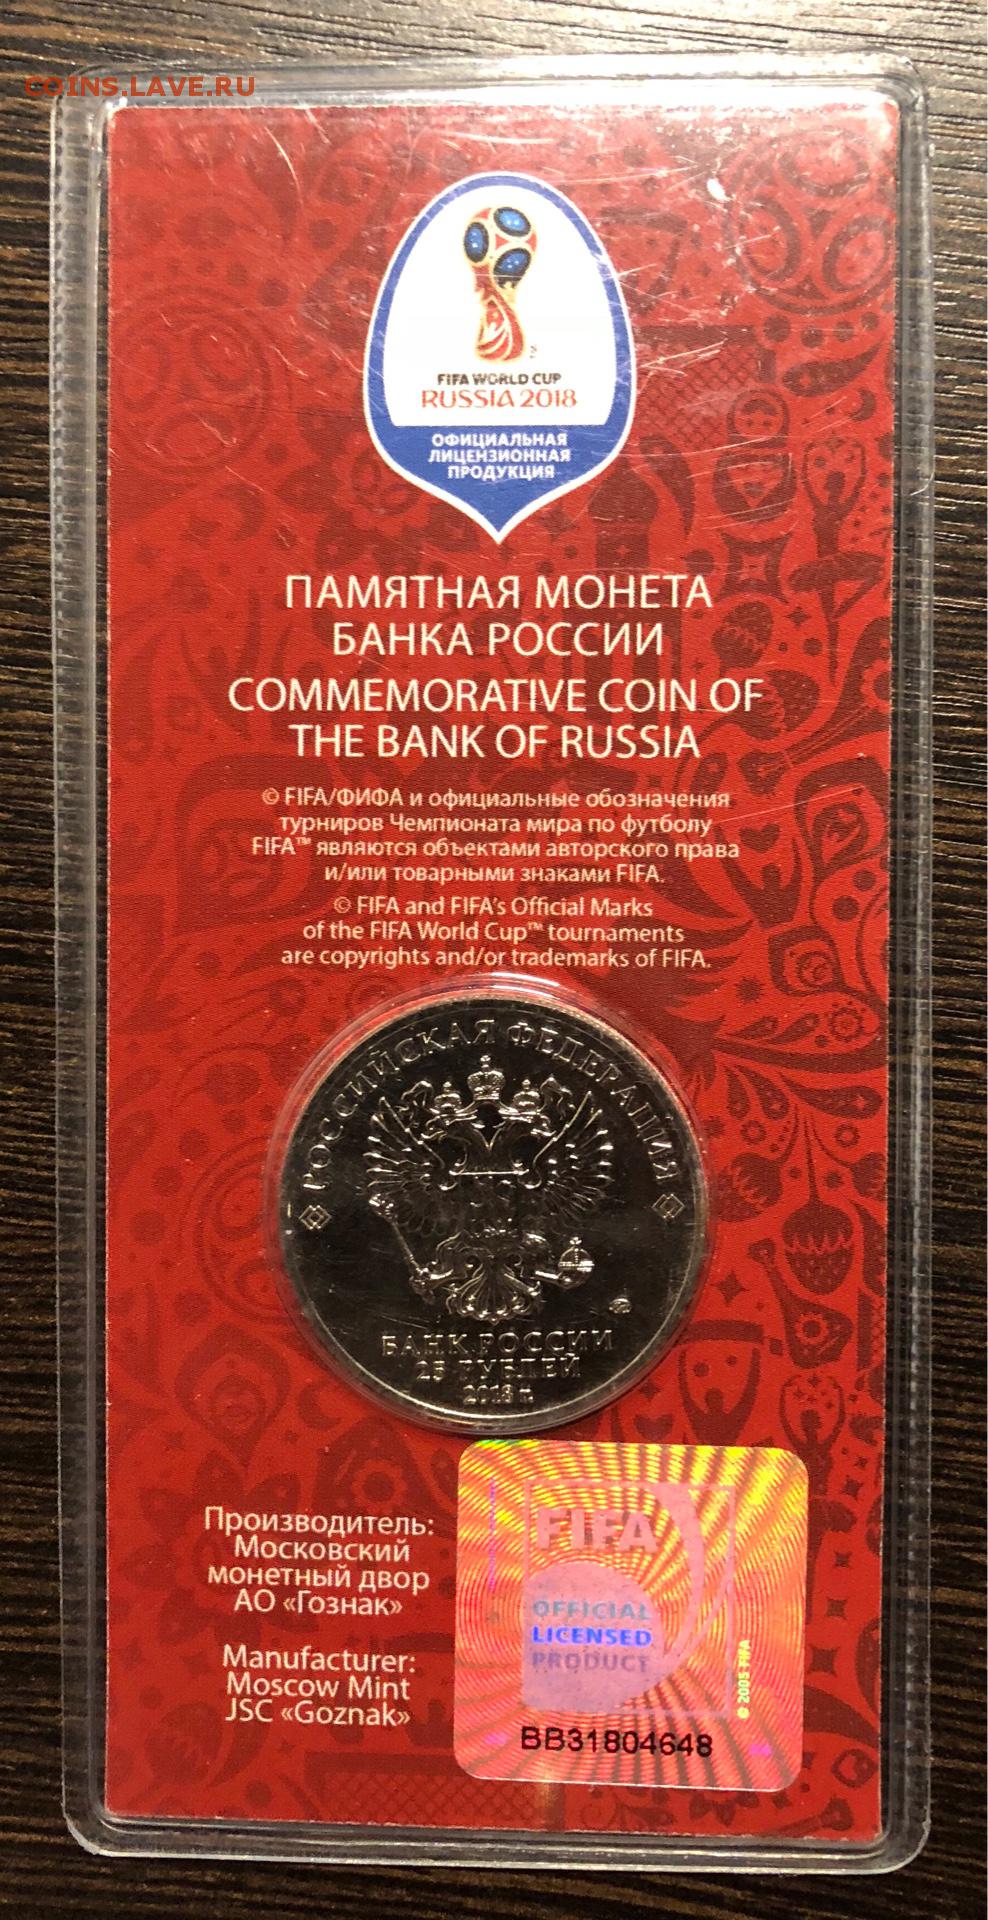 COINS.LAVE.RU
FIFA WORLD CUP
RUSSIA 2018
ОФИЦИАЛЬНАЯ
ЛИЦЕНЗИОННАЯ
ПРОДУКЦИЯ
ПАМЯТНАЯ МОНЕТА
БАНКА РОССИИ
COMMEMORATIVE COIN OF
THE BANK OF RUSSIA
© FIFA/ФИФА и официальные обозначения
турниров Чемпионата мира по футболу
FIFA™ являются объектами авторского права
и/или товарными знаками FIFA.
© FIFA and FIFA's Official Marks
of the FIFA World Cup™ tournaments
are copyrights and/or trademarks of FIFA.
РОССИЙСКАЯ ФЕДЕРАЦИЯ
БАНК РОССИИ
25 РУБЛЕЙ
2018 г.
Производитель:
Московский
монетный двор
АО «Гознак»
Manufacturer:
Moscow Mint
JSC «Goznak»
FIFA
OFFICIAL
LICENSED
PRODUCT
© 2005 FIFA
BB31804648